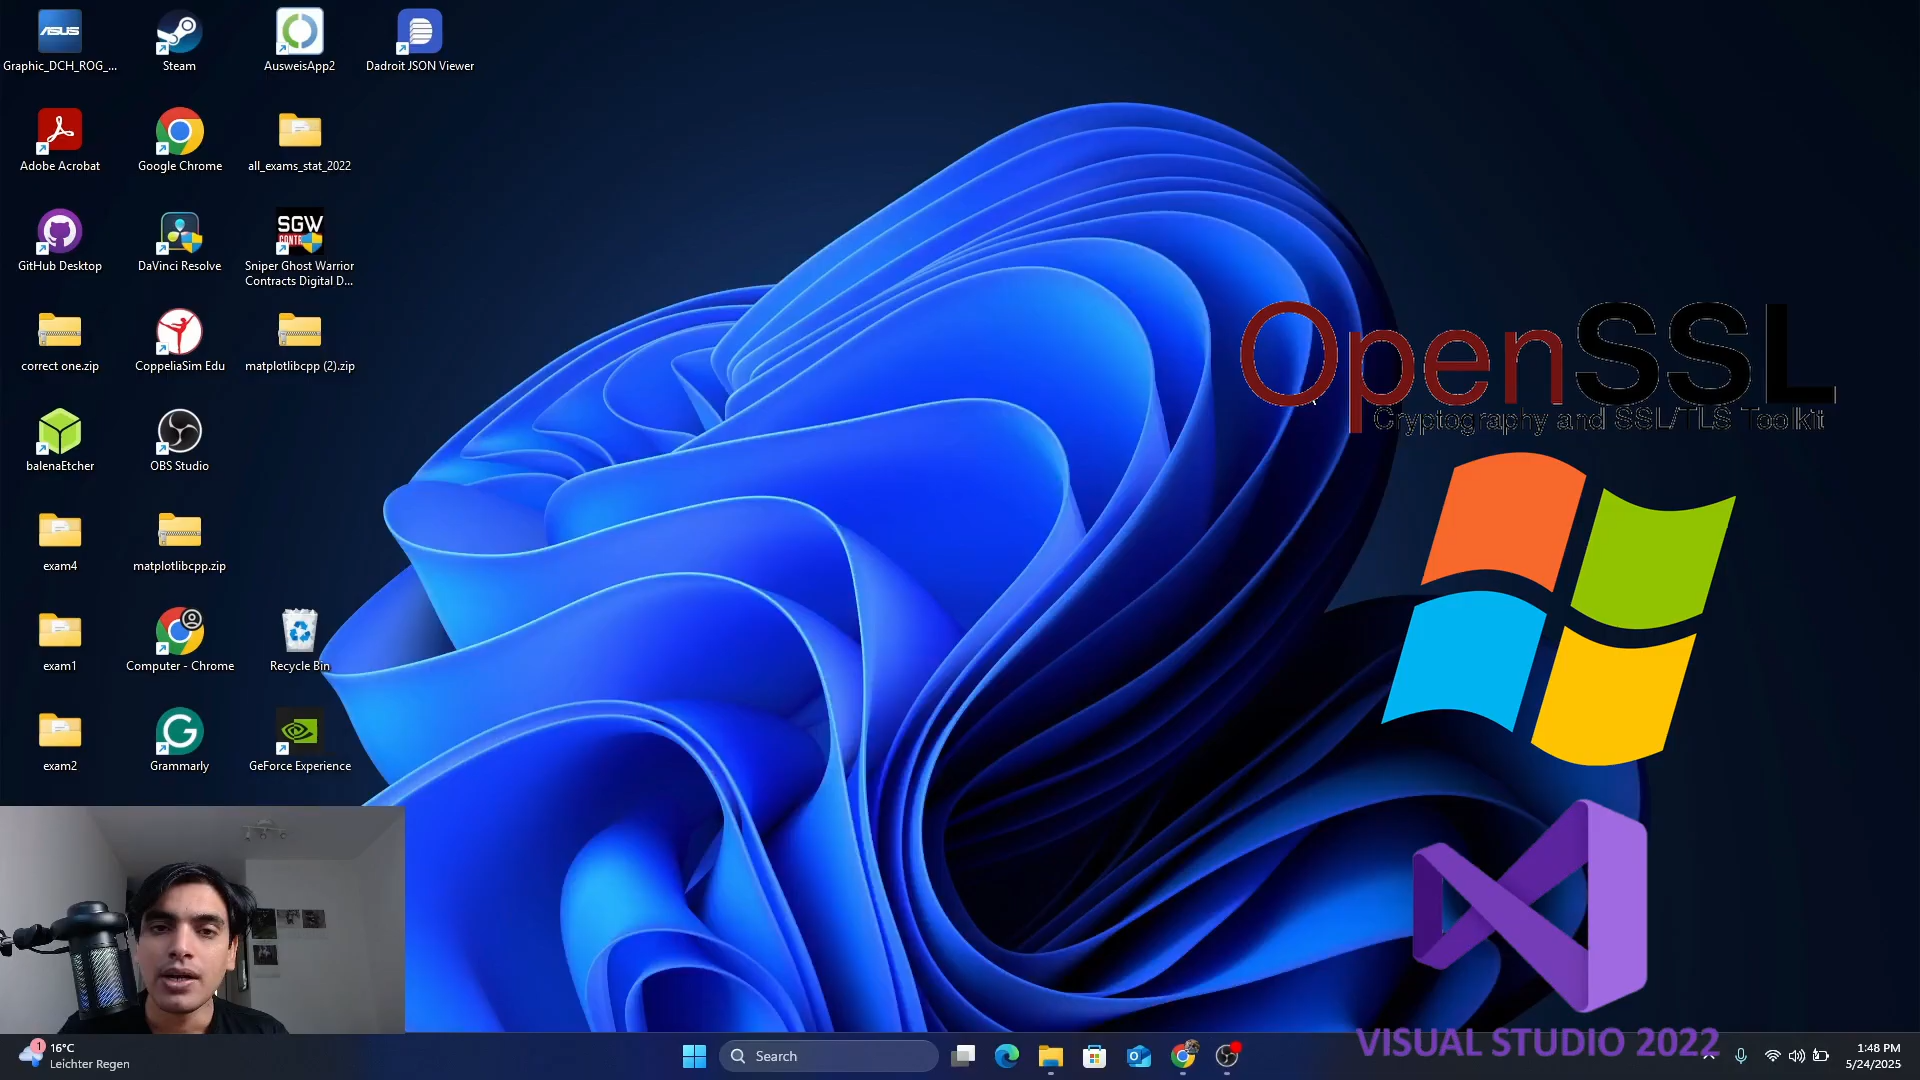 ASUS
Graphic_DCH_ROG_...
Steam
AusweisApp2
Dadroit JSON Viewer
Adobe Acrobat
Google Chrome
all_exams_stat_2022
SGW
GitHub Desktop
DaVinci Resolve
Sniper Ghost Warrior
Contracts Digital D...
correct one.zip
CoppeliaSim Edu
matplotlibcpp (2).zip
OpenSSL
Cryptography and SSL/TLS Toolkit
balenaEtcher
OBS Studio
exam4
matplotlibcpp.zip
exam1
Computer - Chrome
Recycle Bin
exam2
Grammarly
GeForce Experience
VISUAL STUDIO 2022
1
16°C
Leichter Regen
Search
1:48 PM
5/24/2025